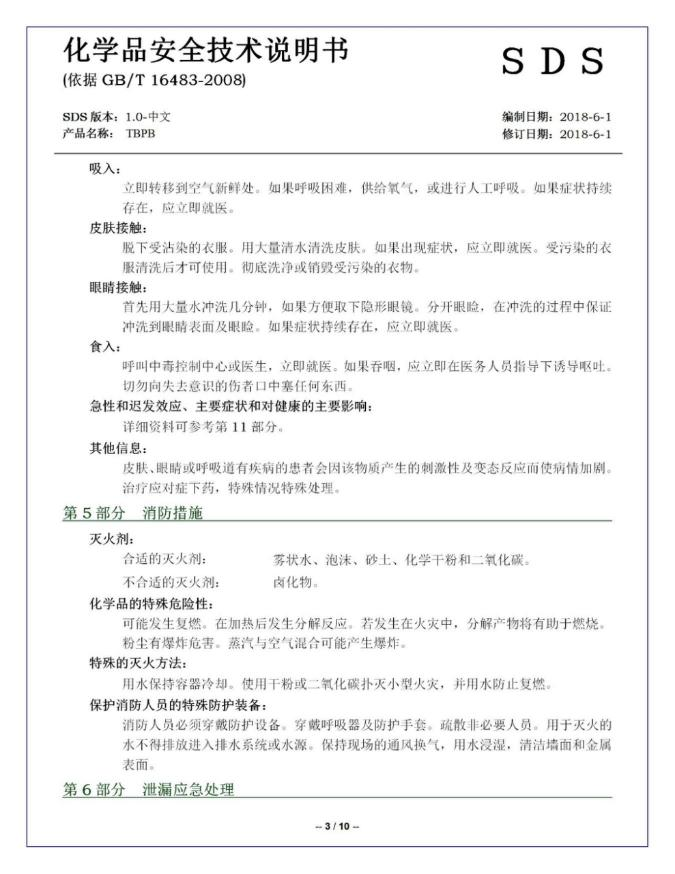 化学品安全技术说明书
SDS
(依据 GB/T 16483-2008)
SDS 版本: 1.0-中文
编制日期: 2018-6-1
产品名称: TBPB
修订日期: 2018-6-1
吸入:
立即转移到空气新鲜处。如果呼吸困难，供给氧气，或进行人工呼吸。如果症状持续
存在，应立即就医。
皮肤接触:
脱下受沾染的衣服。用大量清水清洗皮肤。如果出现症状，应立即就医。受污染的衣
服清洗后才可使用。彻底洗净或销毁受污染的衣物。
眼睛接触:
首先用大量水冲洗几分钟，如果方便取下隐形眼镜。分开眼睑，在冲洗的过程中保证
冲洗到眼睛表面及眼睑。如果症状持续存在，应立即就医。
食入:
呼叫中毒控制中心或医生，立即就医。如果吞咽，应立即在医务人员指导下诱导呕吐。
切勿向失去意识的伤者口中塞任何东西。
急性和迟发效应、主要症状和对健康的主要影响:
详细资料可参考第 11 部分。
其他信息:
皮肤、眼睛或呼吸道有疾病的患者会因该物质产生的刺激性及变态反应而使病情加剧。
治疗应对症下药，特殊情况特殊处理。
第 5 部分 消防措施
灭火剂:
合适的灭火剂: 雾状水、泡沫、砂土、化学干粉和二氧化碳。
不合适的灭火剂: 卤化物。
化学品的特殊危险性:
可能发生复燃。在加热后发生分解反应。若发生在火灾中，分解产物将有助于燃烧。
粉尘有爆炸危害。蒸汽与空气混合可能产生爆炸。
特殊的灭火方法:
用水保持容器冷却。使用干粉或二氧化碳扑灭小型火灾，并用水防止复燃。
保护消防人员的特殊防护装备:
消防人员必须穿戴防护设备。穿戴呼吸器及防护手套。疏散非必要人员。用于灭火的
水不得排放进入排水系统或水源。保持现场的通风换气，用水浸湿，清洁墙面和金属
表面。
第 6 部分 泄漏应急处理
-- 3 / 10 --